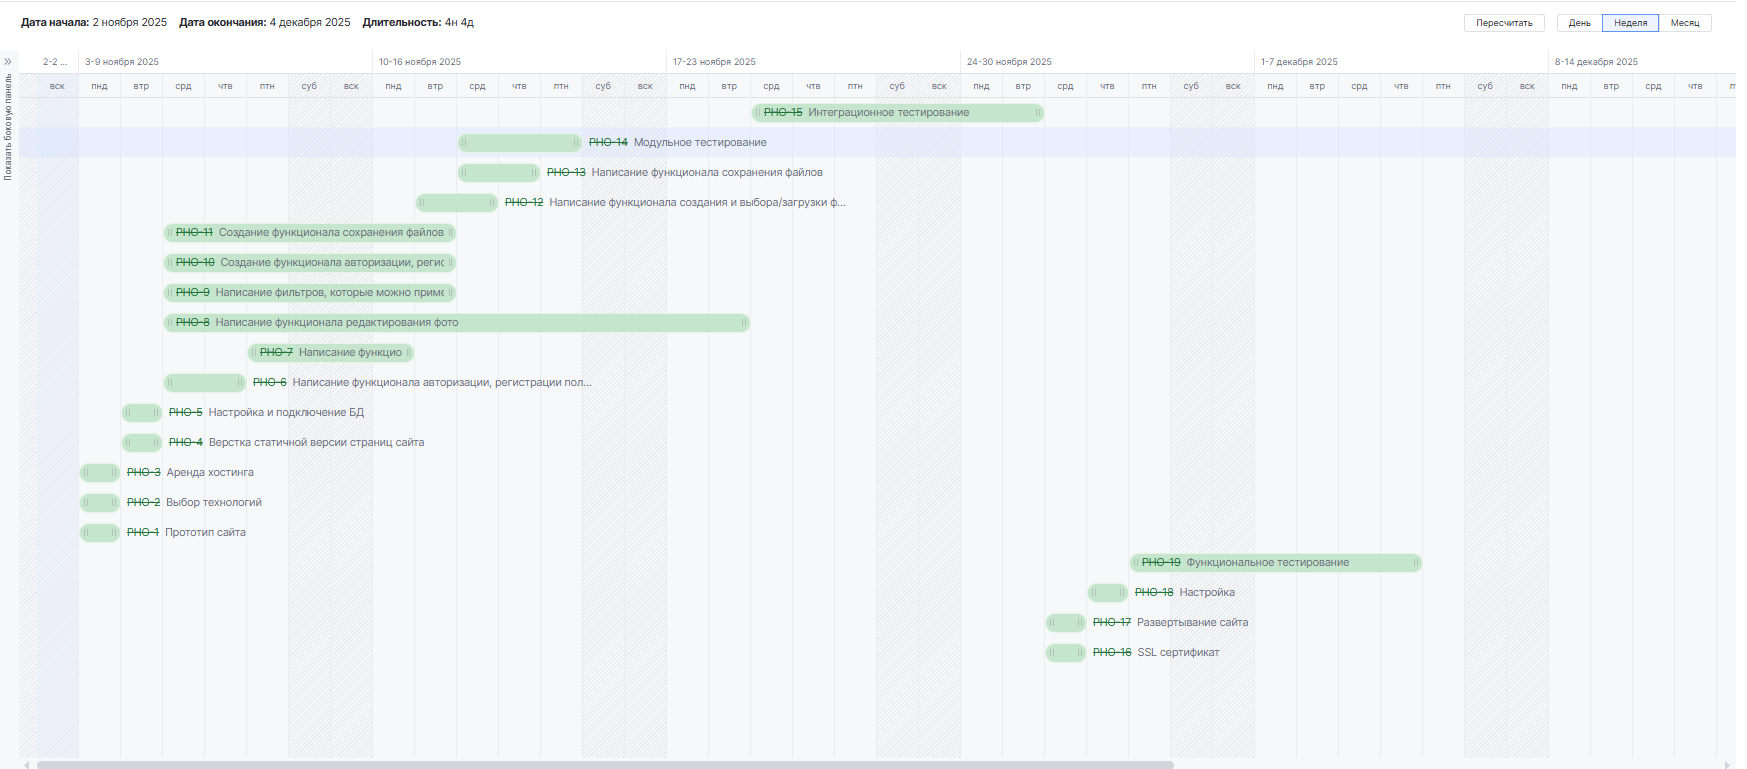 Дата начала: 2 ноября 2025 Дата окончания: 4 декабря 2025 Длительность: 4н 4д
Пересчитать День Неделя Месяц
Показать боковую панель
2-2 ... 3-9 ноября 2025 10-16 ноября 2025 17-23 ноября 2025 24-30 ноября 2025 1-7 декабря 2025 8-14 декабря 2025
вск пнд втр срд чтв птн суб вск пнд втр срд чтв птн суб вск пнд втр срд чтв птн суб вск пнд втр срд чтв птн суб вск пнд втр срд чтв птн суб вск пнд втр срд чтв
PHO-15 Интеграционное тестирование
PHO-14 Модульное тестирование
PHO-13 Написание функционала сохранения файлов
PHO-12 Написание функционала создания и выбора/загрузки ф...
PHO-11 Создание функционала сохранения файлов
PHO-10 Создание функционала авторизации, регис
PHO-9 Написание фильтров, которые можно приме
PHO-8 Написание функционала редактирования фото
PHO-7 Написание функцио
PHO-6 Написание функционала авторизации, регистрации пол...
PHO-5 Настройка и подключение БД
PHO-4 Верстка статичной версии страниц сайта
PHO-3 Аренда хостинга
PHO-2 Выбор технологий
PHO-1 Прототип сайта
PHO-19 Функциональное тестирование
PHO-18 Настройка
PHO-17 Развертывание сайта
PHO-16 SSL сертификат